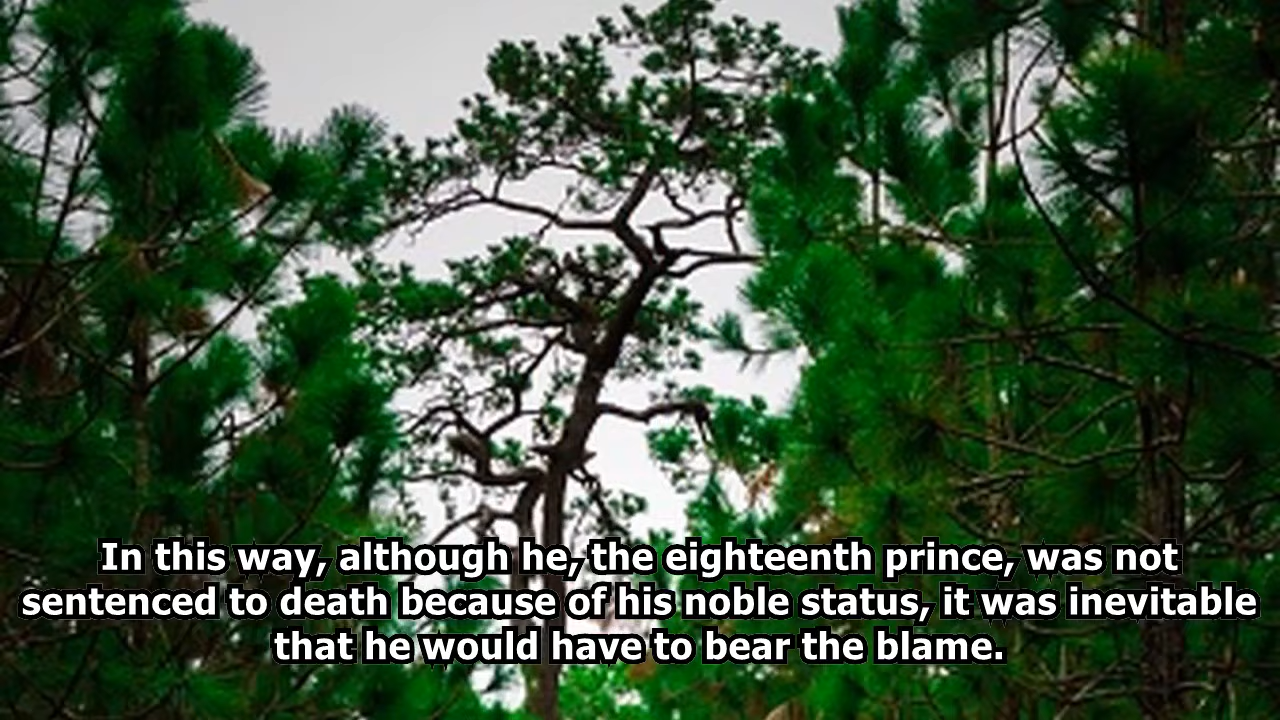 In this way, although he, the eighteenth prince, was not
sentenced to death because of his noble status, it was inevitable
that he would have to bear the blame.